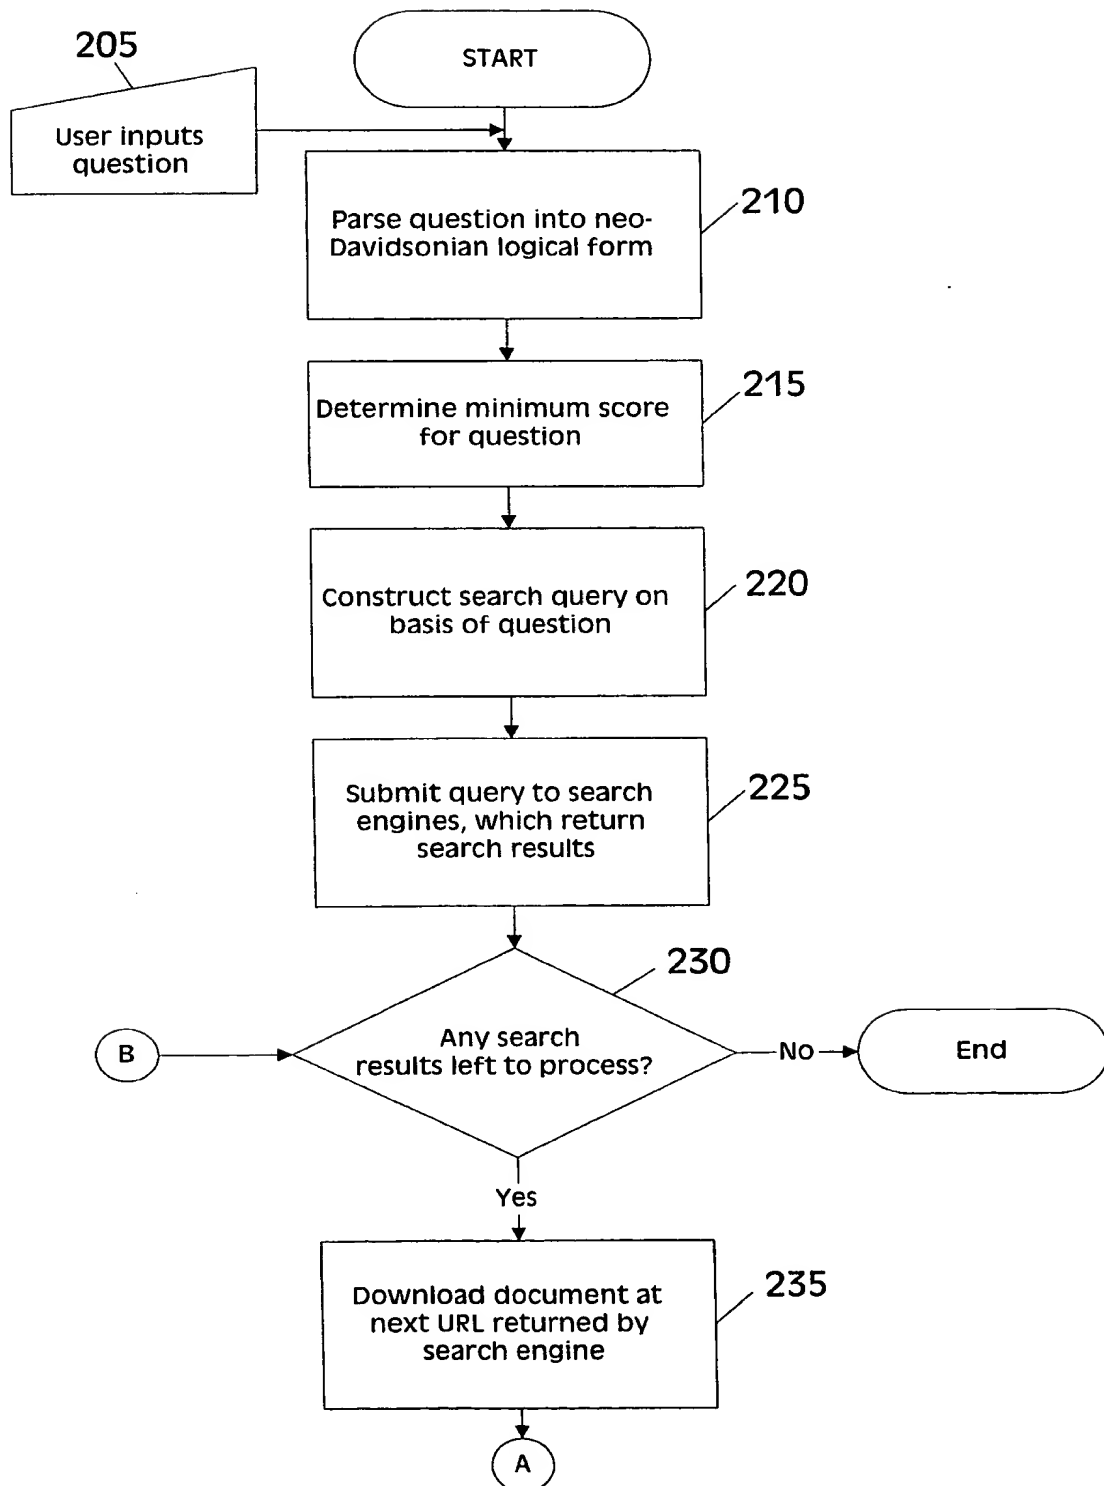 205
START
User inputs
question
210
Parse question into neo-
Davidsonian logical form
215
Determine minimum score
for question
220
Construct search query on
basis of question
225
Submit query to search
engines, which return
search results
230
Any search
results left to process?
B
No
End
Yes
235
Download document at
next URL returned by
search engine
A